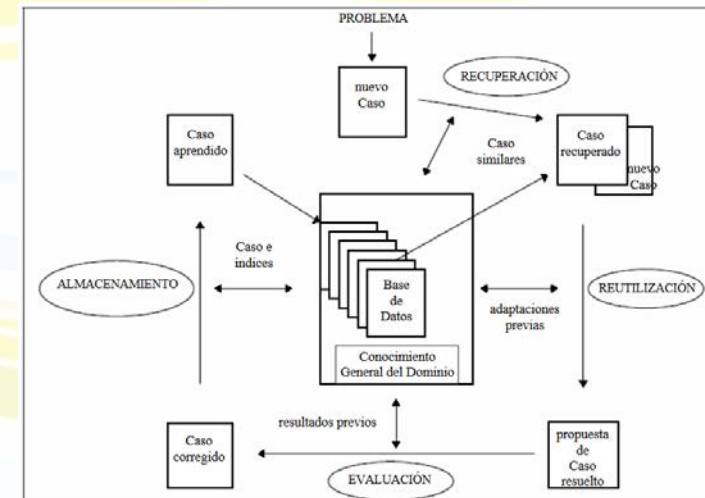 PROBLEMA
nuevo
Caso
RECUPERACIÓN
Caso
aprendido
Caso
similares
Caso
recuperado
nuevo
Caso
Caso e
indices
ALMACENAMIENTO
Base
de
Datos
adaptaciones
previas
REUTILIZACIÓN
Conocimiento
General del Dominio
resultados previos
Caso
corregido
propuesta
de
Caso
resuelto
EVALUACIÓN